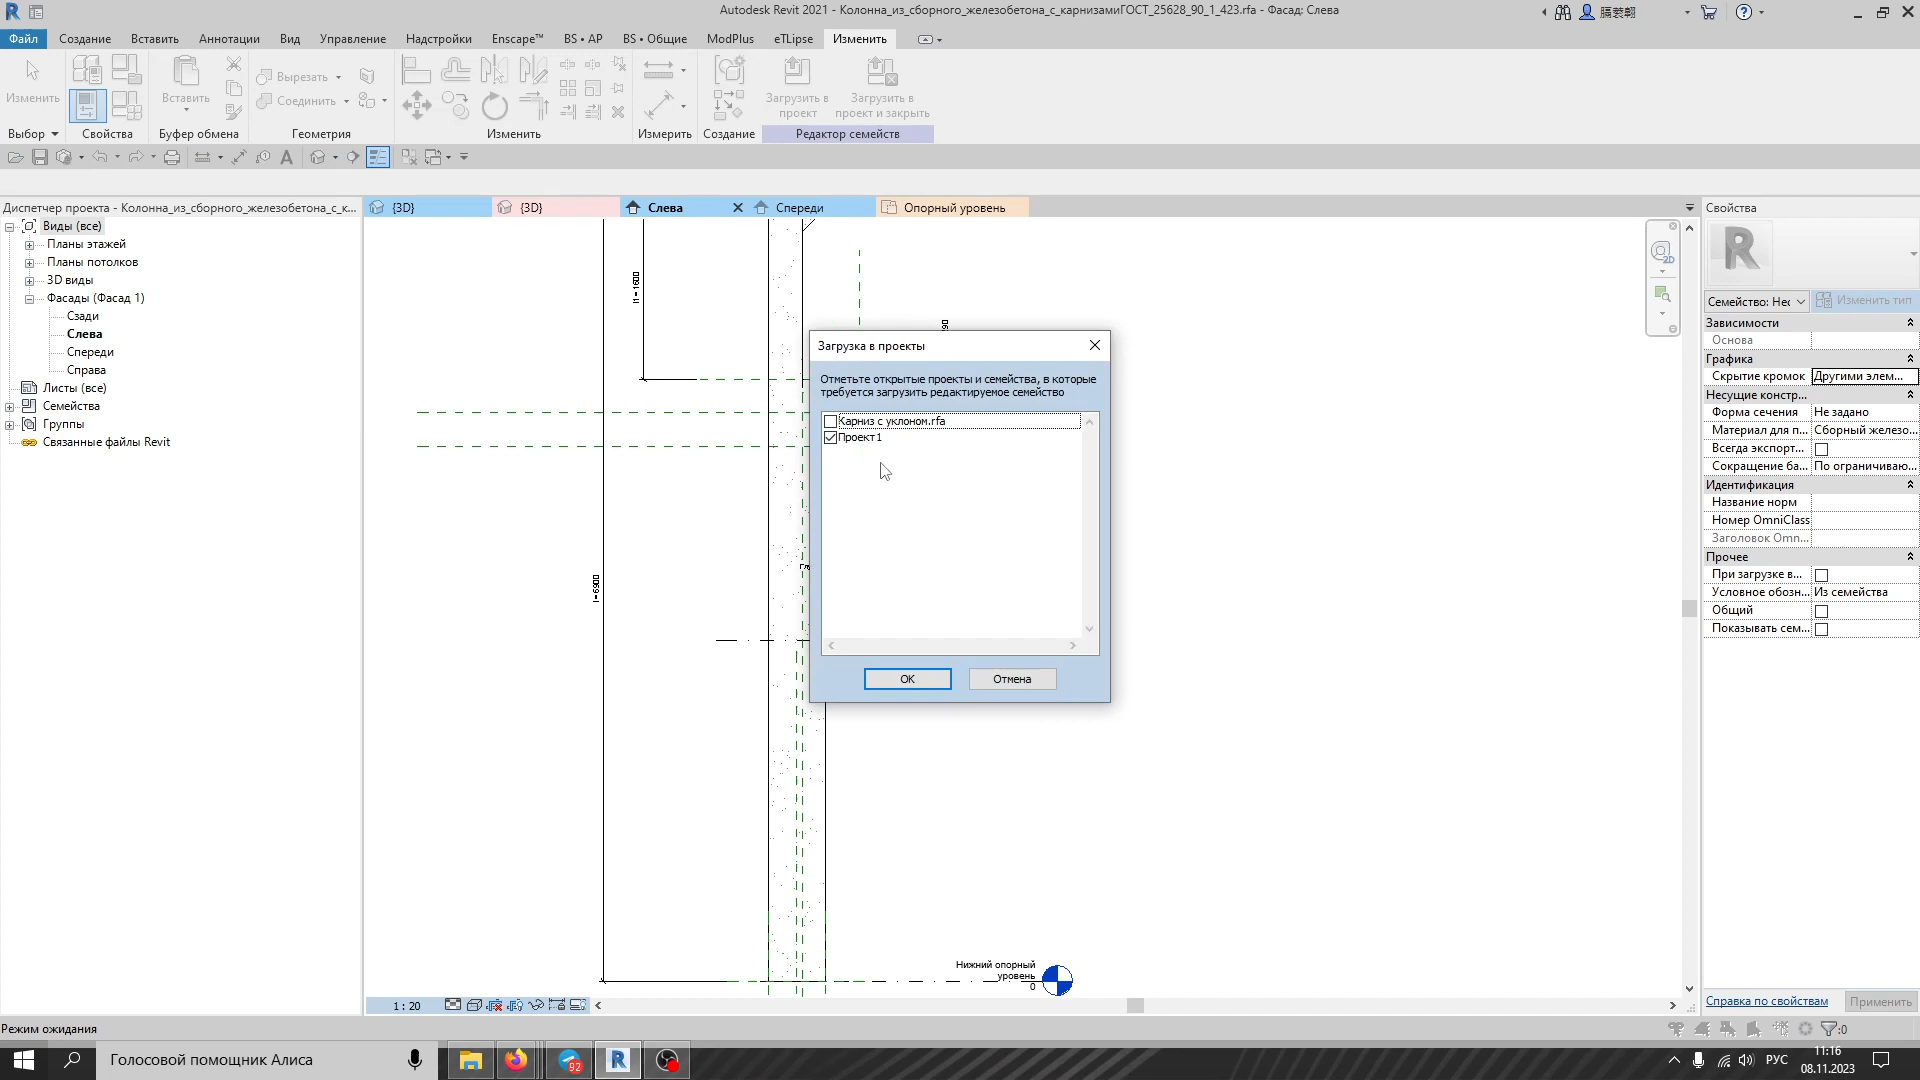 Autodesk Revit 2021 - Колонна_из_сборного_железобетона_с_карнизамиГОСТ_25628_90_1_423.rfa - Фасад: Слева
Файл Создание Вставить Аннотации Вид Управление Надстройки Enscape™ BS • AP BS • Общие ModPlus eTLipse Изменить
Вырезать
Соединить
Изменить Вставить Загрузить в проект Загрузить в проект и закрыть
Выбор Свойства Буфер обмена Геометрия Изменить Измерить Создание Редактор семейств
Диспетчер проекта - Колонна_из_сборного_железобетона_с_к...
{3D} {3D} Слева Спереди Опорный уровень
Свойства
Виды (все)
Планы этажей
Планы потолков
3D виды
Фасады (Фасад 1)
Сзади
Слева
Спереди
Справа
Листы (все)
Семейства
Группы
Связанные файлы Revit
l1 = 1600
l = 6900
90
Загрузка в проекты
Отметьте открытые проекты и семейства, в которые
требуется загрузить редактируемое семейство
Карниз с уклоном.rfa
Проект1
OK Отмена
Нижний опорный
уровень
0
2D
R
Семейство: Нес Изменить тип
Зависимости
Основа
Графика
Скрытие кромок Другими элем...
Несущие констр...
Форма сечения Не задано
Материал для п... Сборный железо...
Всегда экспорт...
Сокращение ба... По ограничиваю...
Идентификация
Название норм
Номер OmniClass
Заголовок Omn...
Прочее
При загрузке в...
Условное обозн... Из семейства
Общий
Показывать сем...
Справка по свойствам Применить
1 : 20
Режим ожидания
:0
Голосовой помощник Алиса
92
РУС
11:16
08.11.2023